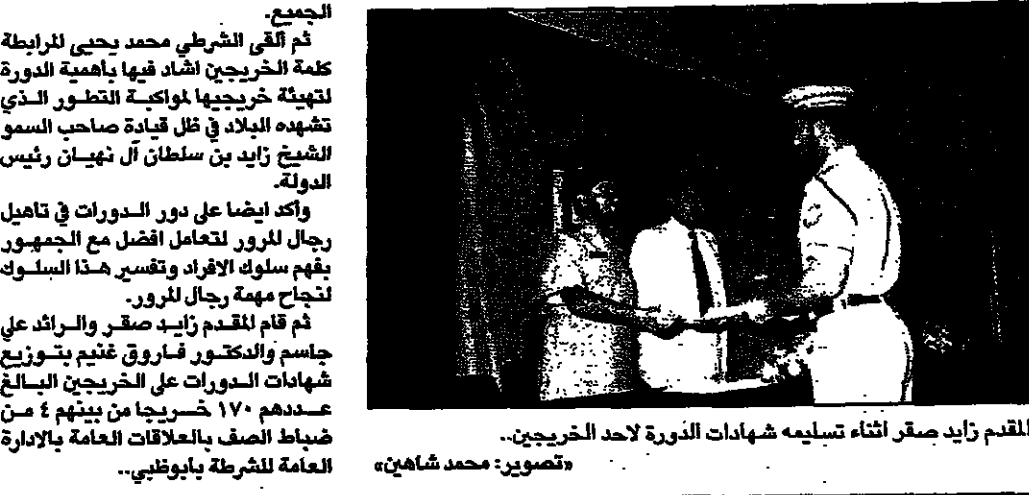 الجميع.
ثم ألقى الشرطي محمد يحيى المرابطة
كلمة الخريجين اشاد فيها بأهمية الدورة
لتهيئة خريجيها لمواكبة التطور الذي
تشهده البلاد في ظل قيادة صاحب السمو
الشيخ زايد بن سلطان آل نهيان رئيس
الدولة.
وأكد ايضا على دور الدورات في تاهيل
رجال المرور لتعامل افضل مع الجمهور
بفهم سلوك الافراد وتفسير هذا السلوك
لنجاح مهمة رجال المرور.
ثم قام المقدم زايد صقر والرائد علي
جاسم والدكتور فاروق غنيم بتوزيع
شهادات الدورات على الخريجين البالغ
عددهم ١٧٠ خريجا من بينهم ٤ من
ضباط الصف بالعلاقات العامة بالإدارة
العامة للشرطة بأبوظبي..
المقدم زايد صقر اثناء تسليمه شهادات الدورة لاحد الخريجين..
«تصوير: محمد شاهين»